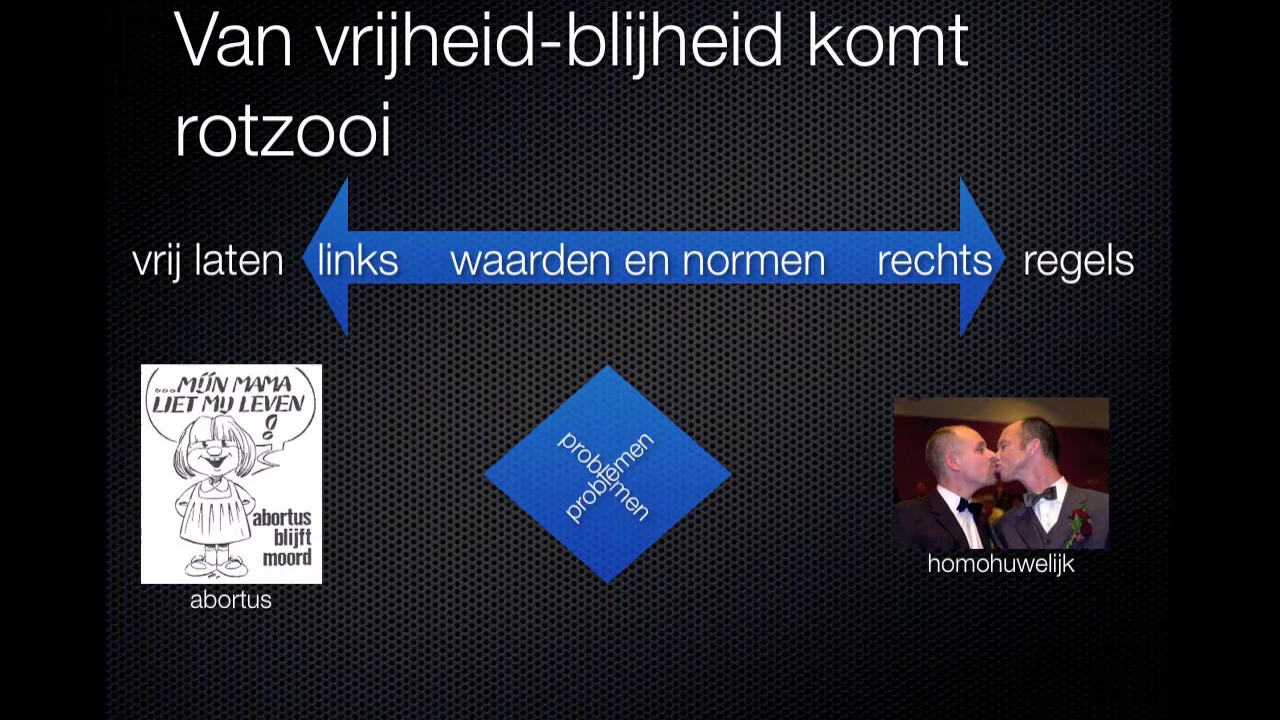 Van vrijheid-blijheid komt
rotzooi
vrij laten links waarden en normen rechts regels
...MIJN MAMA
LIET MIJ LEVEN
!
abortus
blijft
moord
abortus
problemen
problemen
homohuwelijk